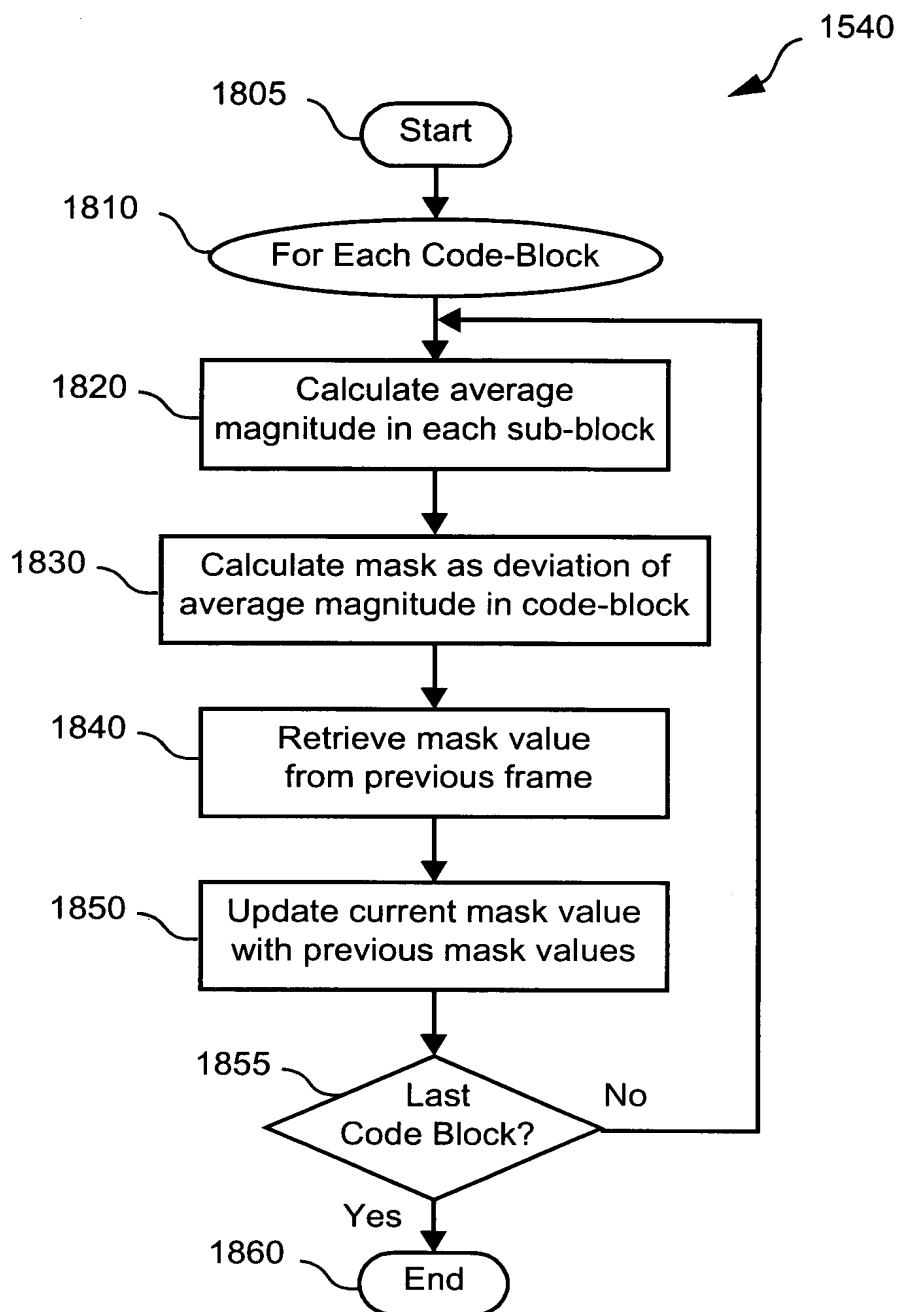 1540
1805
Start
1810
For Each Code-Block
1820
Calculate average
magnitude in each sub-block
1830
Calculate mask as deviation of
average magnitude in code-block
1840
Retrieve mask value
from previous frame
1850
Update current mask value
with previous mask values
1855
Last
Code Block?
No
Yes
1860
End